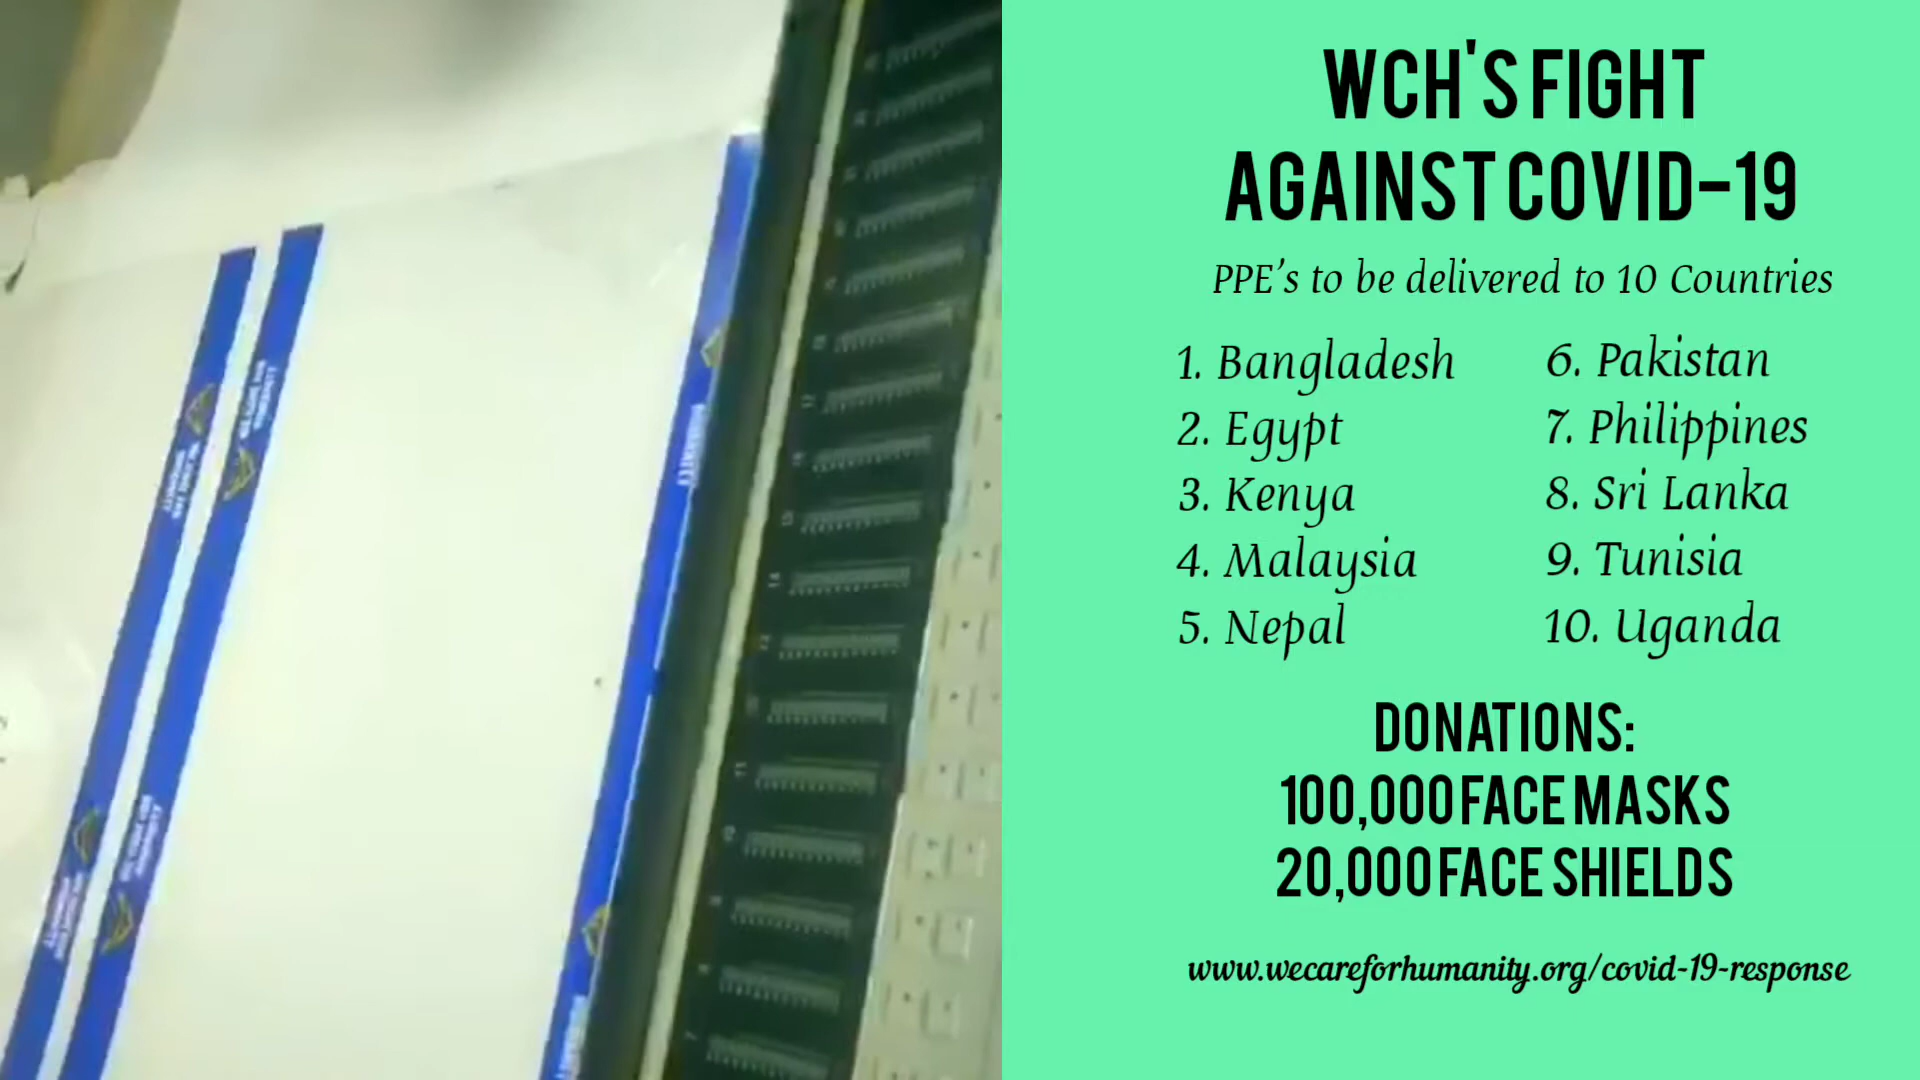 WCH'S FIGHT
AGAINST COVID-19
PPE's to be delivered to 10 Countries
1. Bangladesh
2. Egypt
3. Kenya
4. Malaysia
5. Nepal
6. Pakistan
7. Philippines
8. Sri Lanka
9. Tunisia
10. Uganda
DONATIONS:
100,000 FACE MASKS
20,000 FACE SHIELDS
www.wecareforhumanity.org/covid-19-response